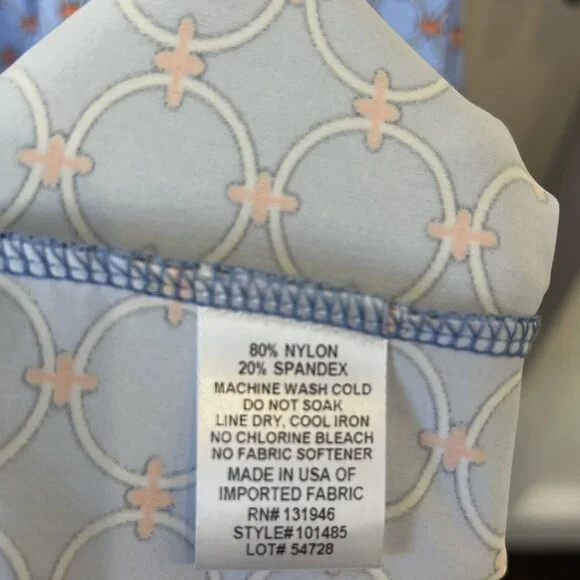 80% NYLON
20% SPANDEX
MACHINE WASH COLD
DO NOT SOAK
LINE DRY, COOL IRON
NO CHLORINE BLEACH
NO FABRIC SOFTENER
MADE IN USA OF
IMPORTED FABRIC
RN# 131946
STYLE#101485
LOT# 54728